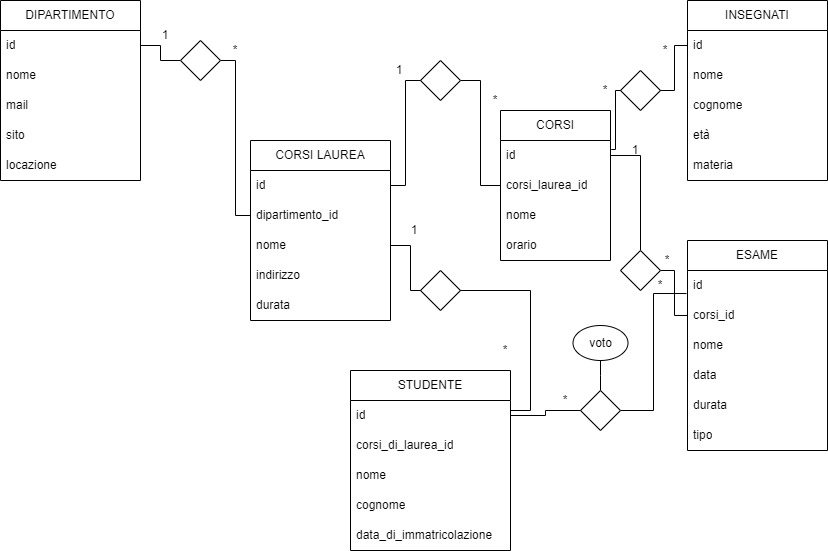 DIPARTIMENTO
id
nome
mail
sito
locazione
1
*
CORSI LAUREA
id
dipartimento_id
nome
indirizzo
durata
1
*
1
*
CORSI
id
corsi_laurea_id
nome
orario
*
*
1
*
INSEGNATI
id
nome
cognome
età
materia
ESAME
id
corsi_id
nome
data
durata
tipo
*
voto
*
STUDENTE
id
corsi_di_laurea_id
nome
cognome
data_di_immatricolazione